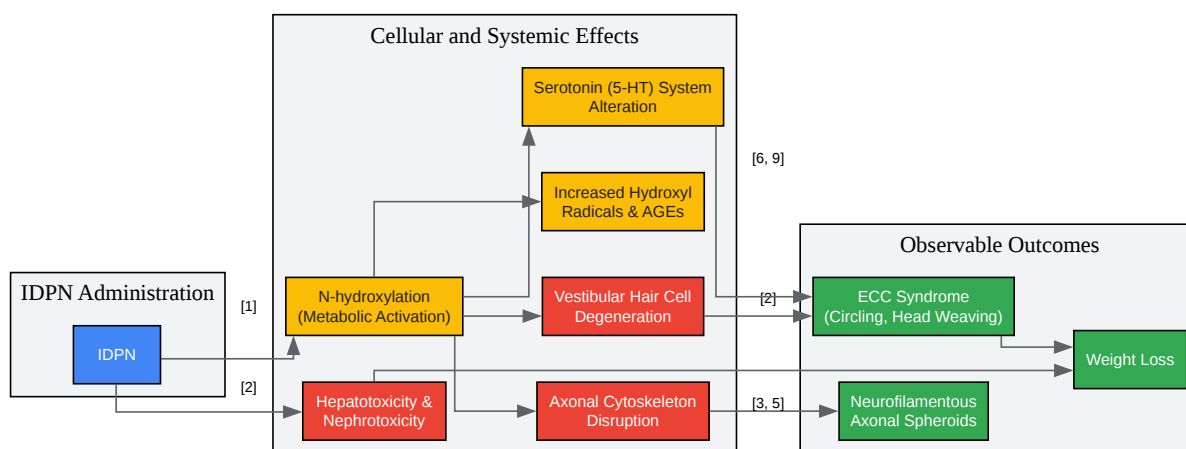 Cellular and Systemic Effects
Serotonin (5-HT) System
Alteration
[6, 9]
Increased Hydroxyl
Radicals & AGEs
Observable Outcomes
IDPN Administration
[1]
N-hydroxylation
(Metabolic Activation)
Vestibular Hair Cell
Degeneration
[2]
ECC Syndrome
(Circling, Head Weaving)
IDPN
Weight Loss
[2]
Hepatotoxicity &
Nephrotoxicity
Axonal Cytoskeleton
Disruption
[3, 5]
Neurofilamentous
Axonal Spheroids